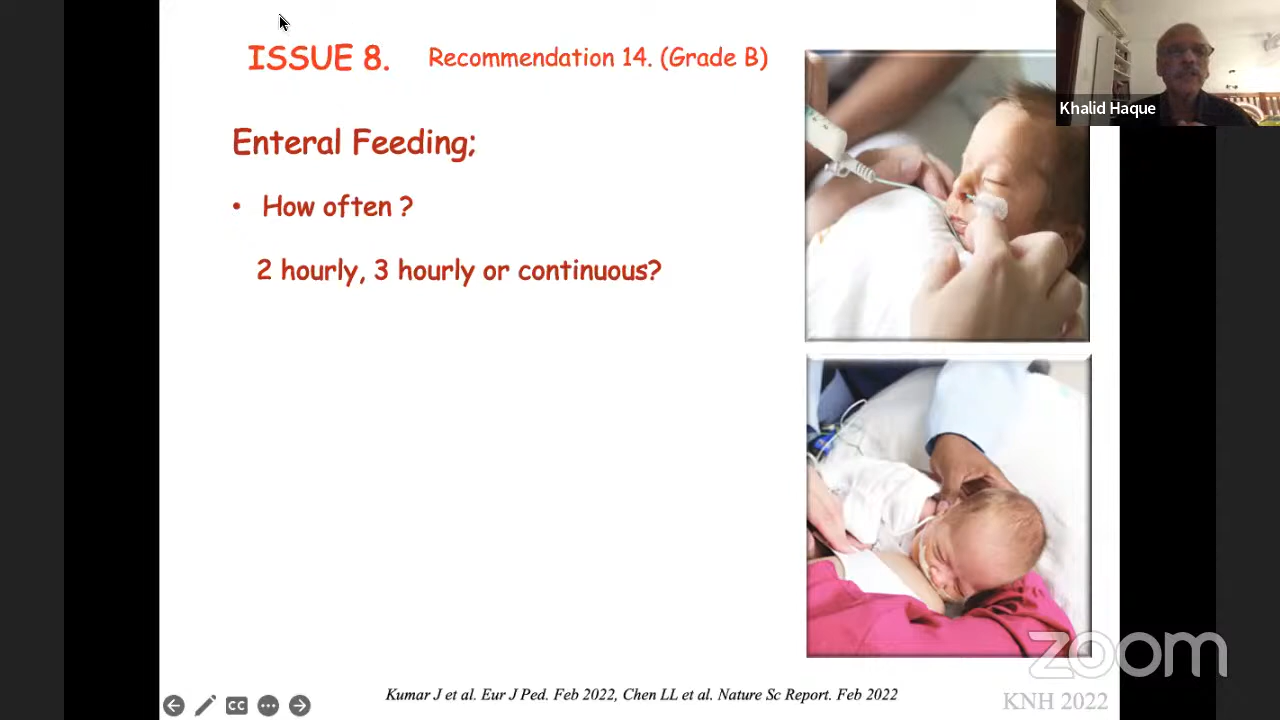 ISSUE 8. Recommendation 14. (Grade B)
Khalid Haque
Enteral Feeding;
• How often ?
2 hourly, 3 hourly or continuous?
zoom
Kumar J et al. Eur J Ped. Feb 2022, Chen LL et al. Nature Sc Report. Feb 2022
KNH 2022
CC